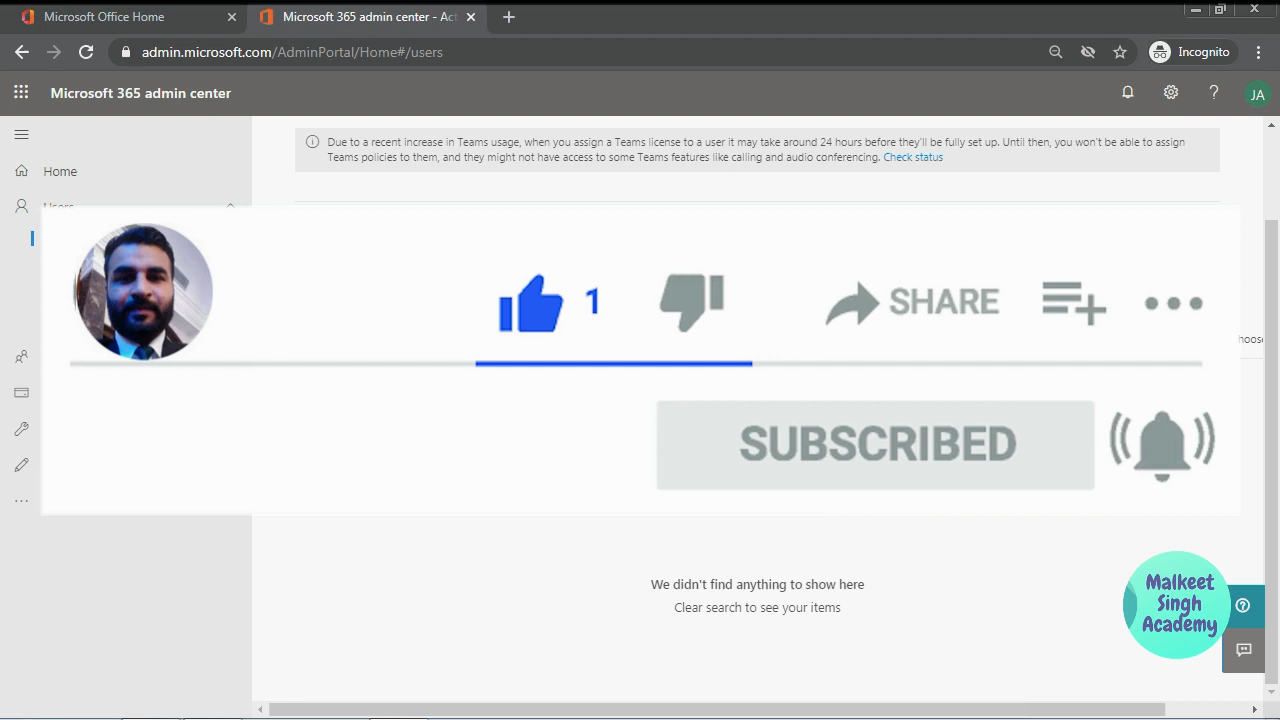 Microsoft Office Home
Microsoft 365 admin center - Act
admin.microsoft.com/AdminPortal/Home#/users
Incognito
Microsoft 365 admin center
JA
Due to a recent increase in Teams usage, when you assign a Teams license to a user it may take around 24 hours before they'll be fully set up. Until then, you won't be able to assign
Teams policies to them, and they might not have access to some Teams features like calling and audio conferencing. Check status
Home
Users
1
SHARE
SUBSCRIBED
We didn't find anything to show here
Clear search to see your items
Malkeet
Singh
Academy